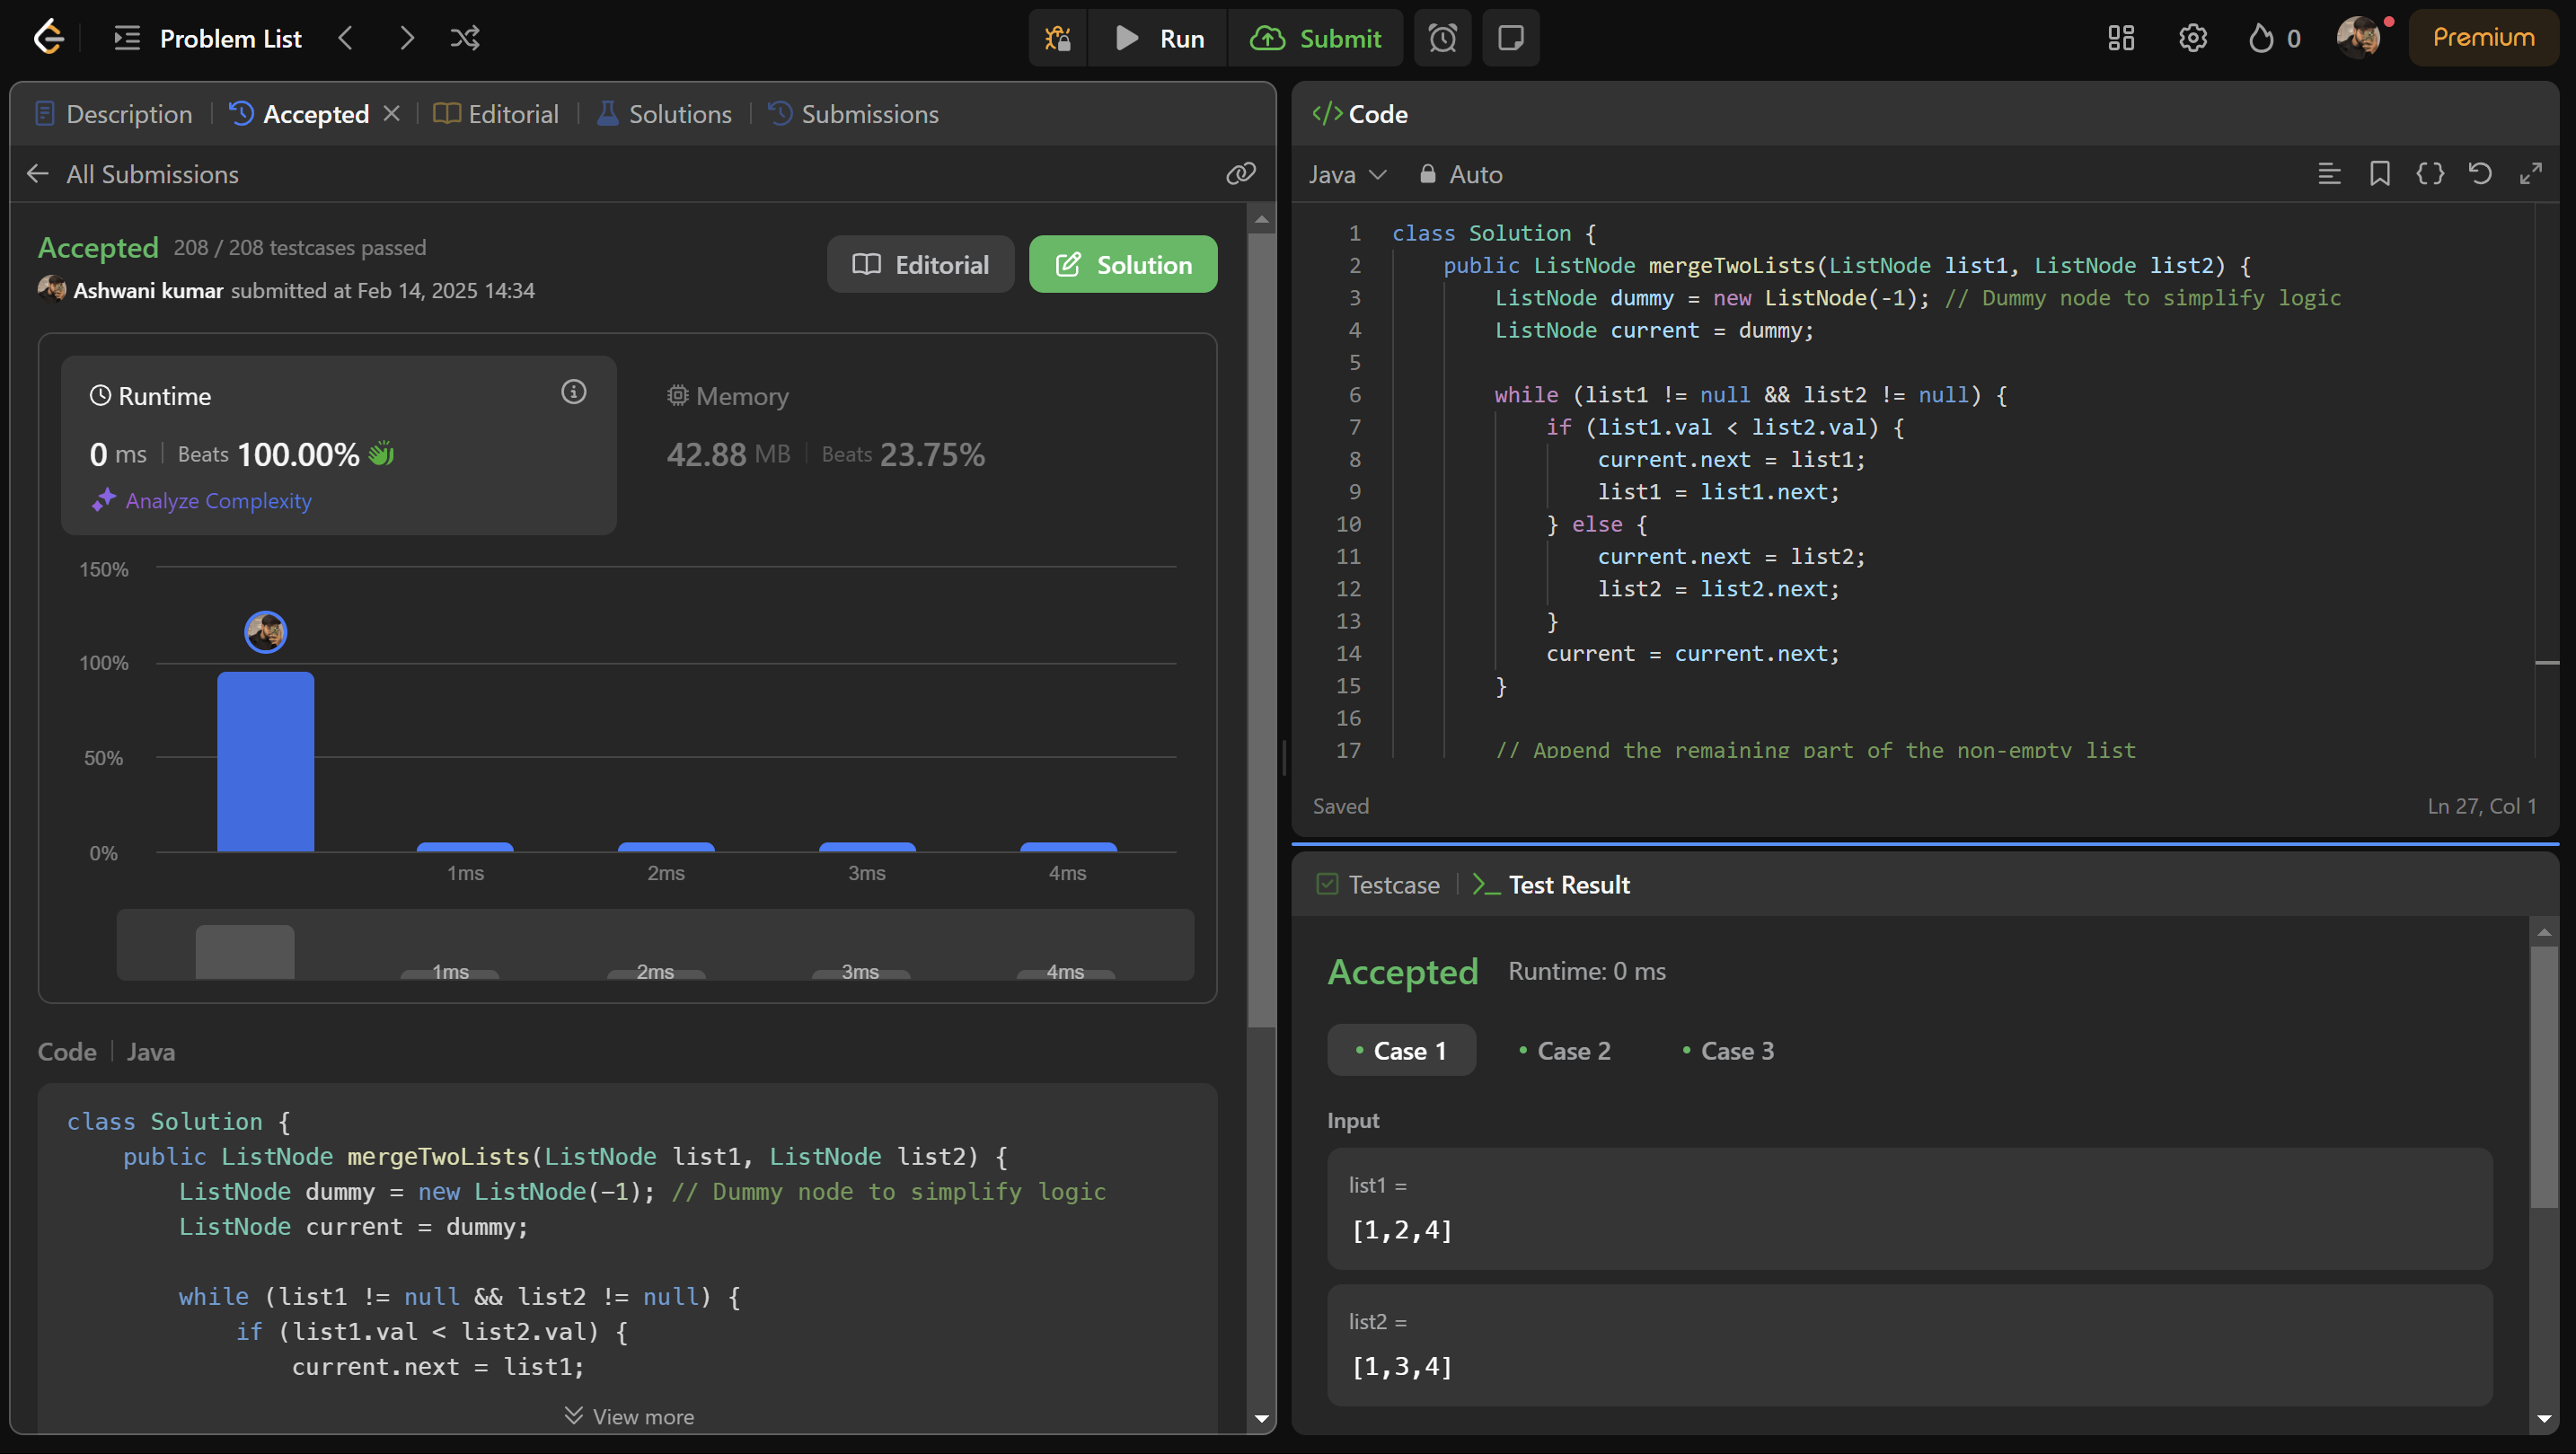 Problem List
Run
Submit
0
Premium
Description
Accepted
Editorial
Solutions
Submissions
All Submissions
Accepted 208 / 208 testcases passed
Ashwani kumar submitted at Feb 14, 2025 14:34
Editorial
Solution
Runtime
0 ms Beats 100.00%
Analyze Complexity
Memory
42.88 MB Beats 23.75%
150%
100%
50%
0%
1ms 2ms 3ms 4ms
1ms 2ms 3ms 4ms
Code Java
class Solution {
    public ListNode mergeTwoLists(ListNode list1, ListNode list2) {
        ListNode dummy = new ListNode(-1); // Dummy node to simplify logic
        ListNode current = dummy;
        while (list1 != null && list2 != null) {
            if (list1.val < list2.val) {
                current.next = list1;
View more
</> Code
Java
Auto
1 class Solution {
2     public ListNode mergeTwoLists(ListNode list1, ListNode list2) {
3         ListNode dummy = new ListNode(-1); // Dummy node to simplify logic
4         ListNode current = dummy;
5
6         while (list1 != null && list2 != null) {
7             if (list1.val < list2.val) {
8                 current.next = list1;
9                 list1 = list1.next;
10             } else {
11                 current.next = list2;
12                 list2 = list2.next;
13             }
14             current = current.next;
15         }
16
17         // Append the remaining part of the non-empty list
Saved
Ln 27, Col 1
Testcase
Test Result
Accepted Runtime: 0 ms
Case 1
Case 2
Case 3
Input
list1 =
[1,2,4]
list2 =
[1,3,4]